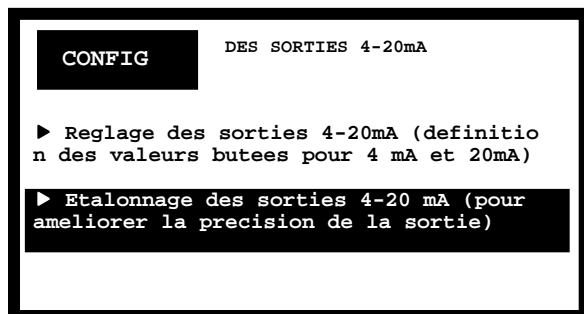 CONFIG
DES SORTIES 4-20mA
▶ Reglage des sorties 4-20mA (definitio
n des valeurs butees pour 4 mA et 20mA)
▶ Etalonnage des sorties 4-20 mA (pour
ameliorer la precision de la sortie)